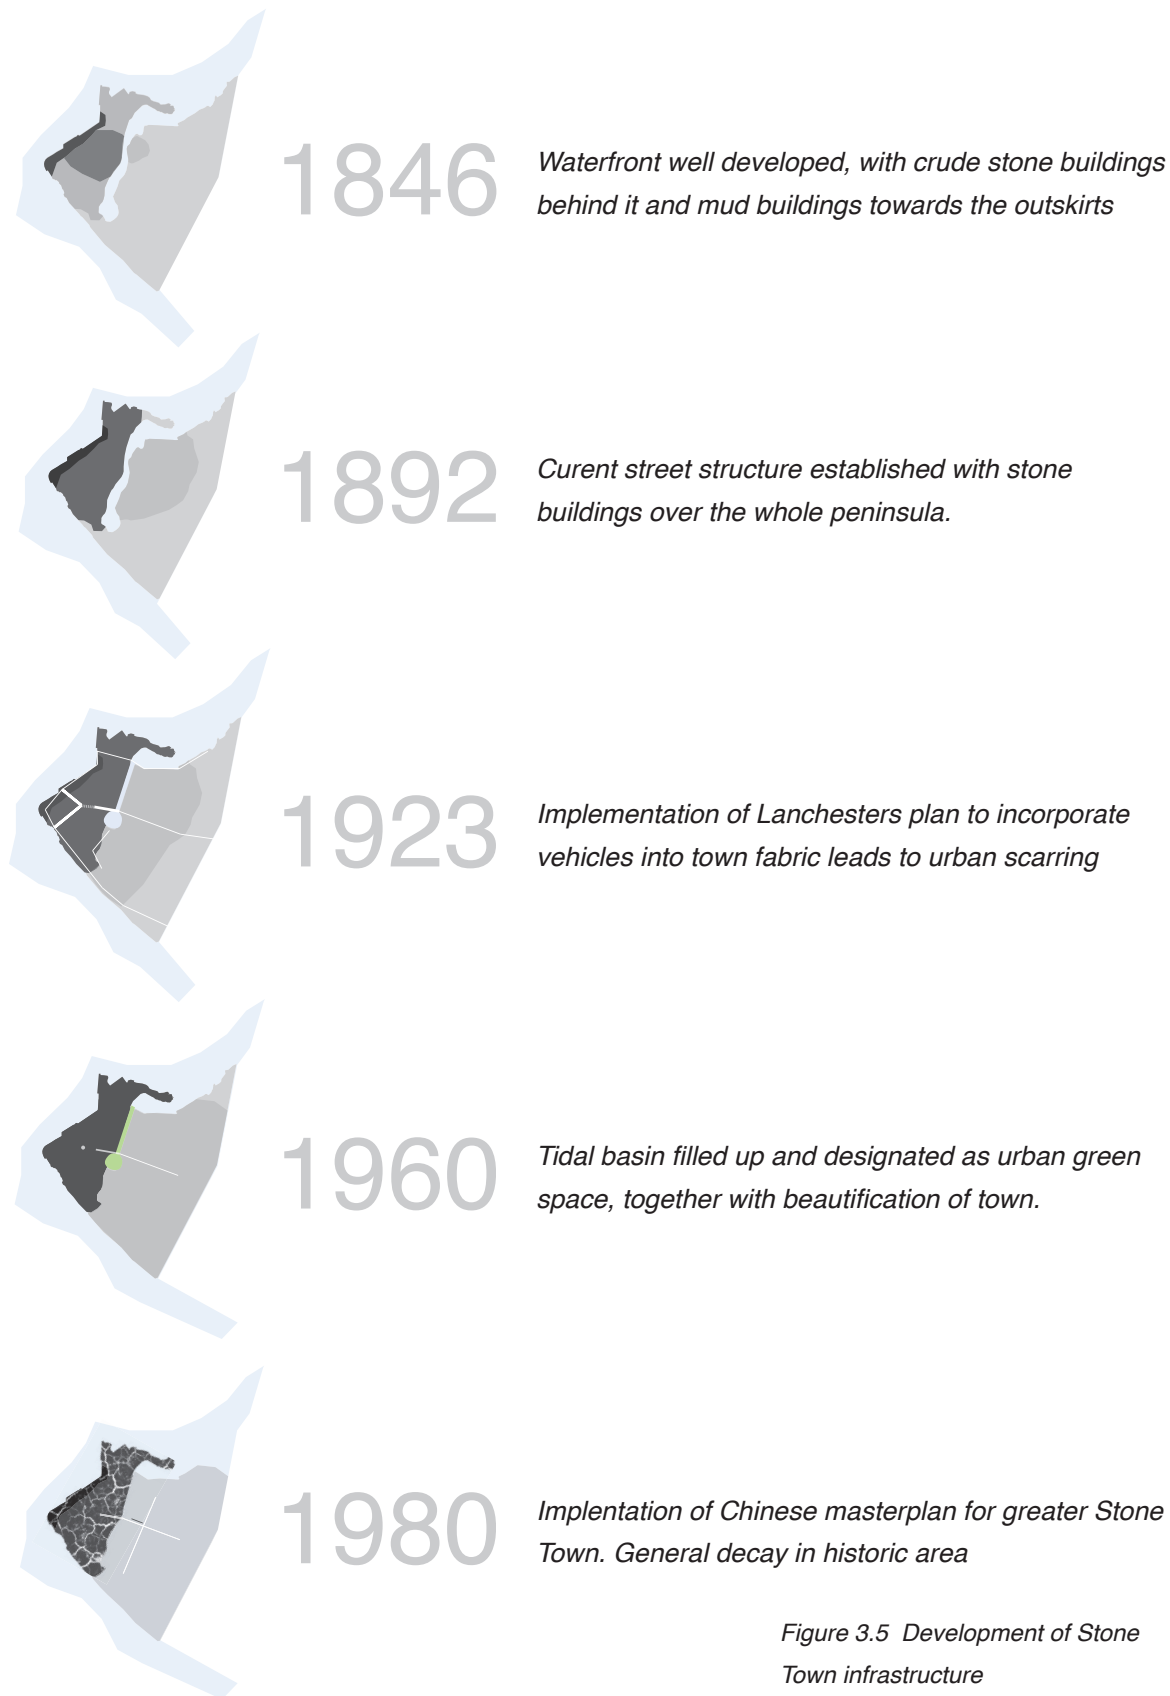 1846
Waterfront well developed, with crude stone buildings
behind it and mud buildings towards the outskirts
1892
Curent street structure established with stone
buildings over the whole peninsula.
1923
Implementation of Lanchesters plan to incorporate
vehicles into town fabric leads to urban scarring
1960
Tidal basin filled up and designated as urban green
space, together with beautification of town.
1980
Implentation of Chinese masterplan for greater Stone
Town. General decay in historic area
Figure 3.5  Development of Stone
Town infrastructure